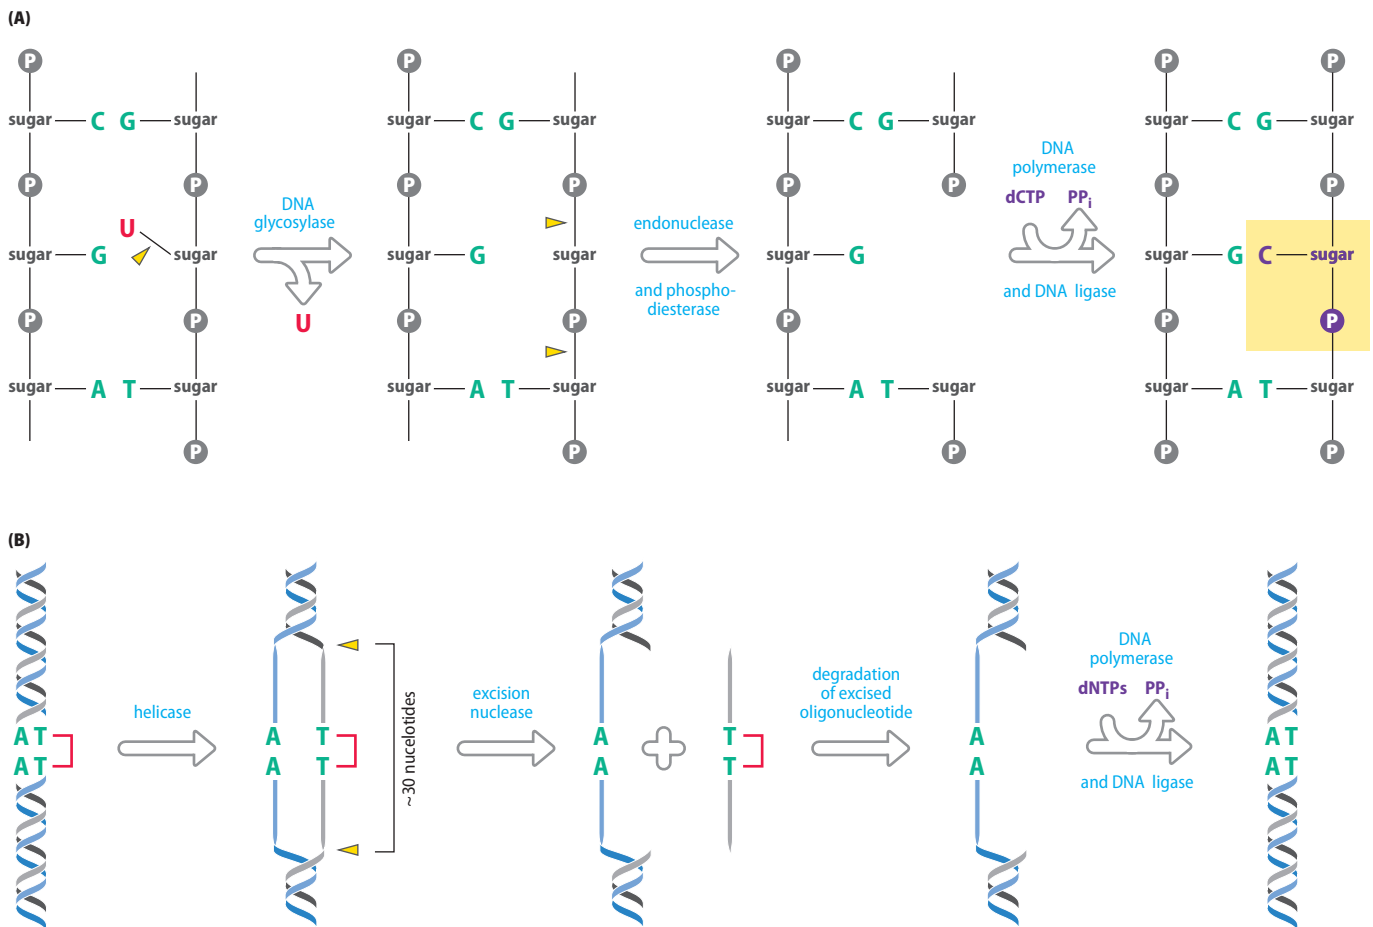 (A)
P P P P P
sugar C G sugar sugar C G sugar sugar C G sugar sugar C G sugar
DNA
polymerase
P P P P P P P P
dCTP PPi
DNA
glycosylase
U
endonuclease
G sugar sugar G sugar sugar G sugar G C sugar
sugar
and phospho-
diesterase
and DNA ligase
U
P P P P P P P
sugar A T sugar sugar A T sugar sugar A T sugar sugar A T sugar
P P P P P
(B)
DNA
polymerase
degradation
of excised
oligonucleotide
dNTPs PPi
excision
nuclease
helicase
~30 nucelotides
A T A T A T A A T
A T A T A T A A T
and DNA ligase